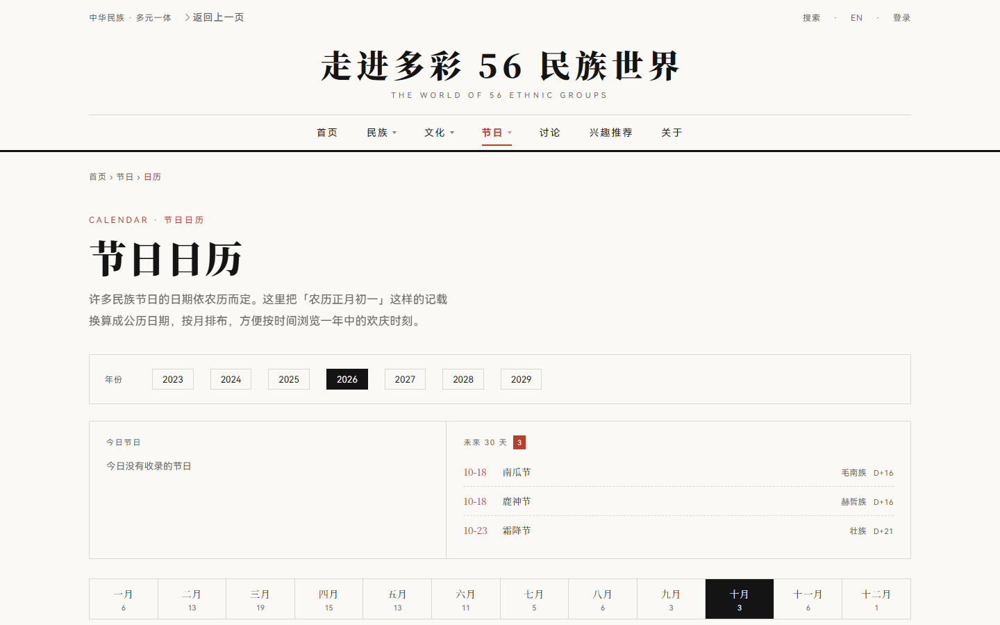 中华民族 · 多元一体 返回上一页 搜索 · EN · 登录
走进多彩 56 民族世界
THE WORLD OF 56 ETHNIC GROUPS
首页 民族 文化 节日 讨论 兴趣推荐 关于
首页 › 节日 › 日历
CALENDAR · 节日日历
节日日历
许多民族节日的日期依农历而定。这里把「农历正月初一」这样的记载
换算成公历日期，按月排布，方便按时间浏览一年中的欢庆时刻。
年份 2023 2024 2025 2026 2027 2028 2029
今日节日
今日没有收录的节日
未来 30 天 3
10-18 南瓜节 毛南族 D+16
10-18 鹿神节 赫哲族 D+16
10-23 霜降节 壮族 D+21
一月 二月 三月 四月 五月 六月 七月 八月 九月 十月 十一月 十二月
6 13 19 15 13 11 5 6 3 3 6 1